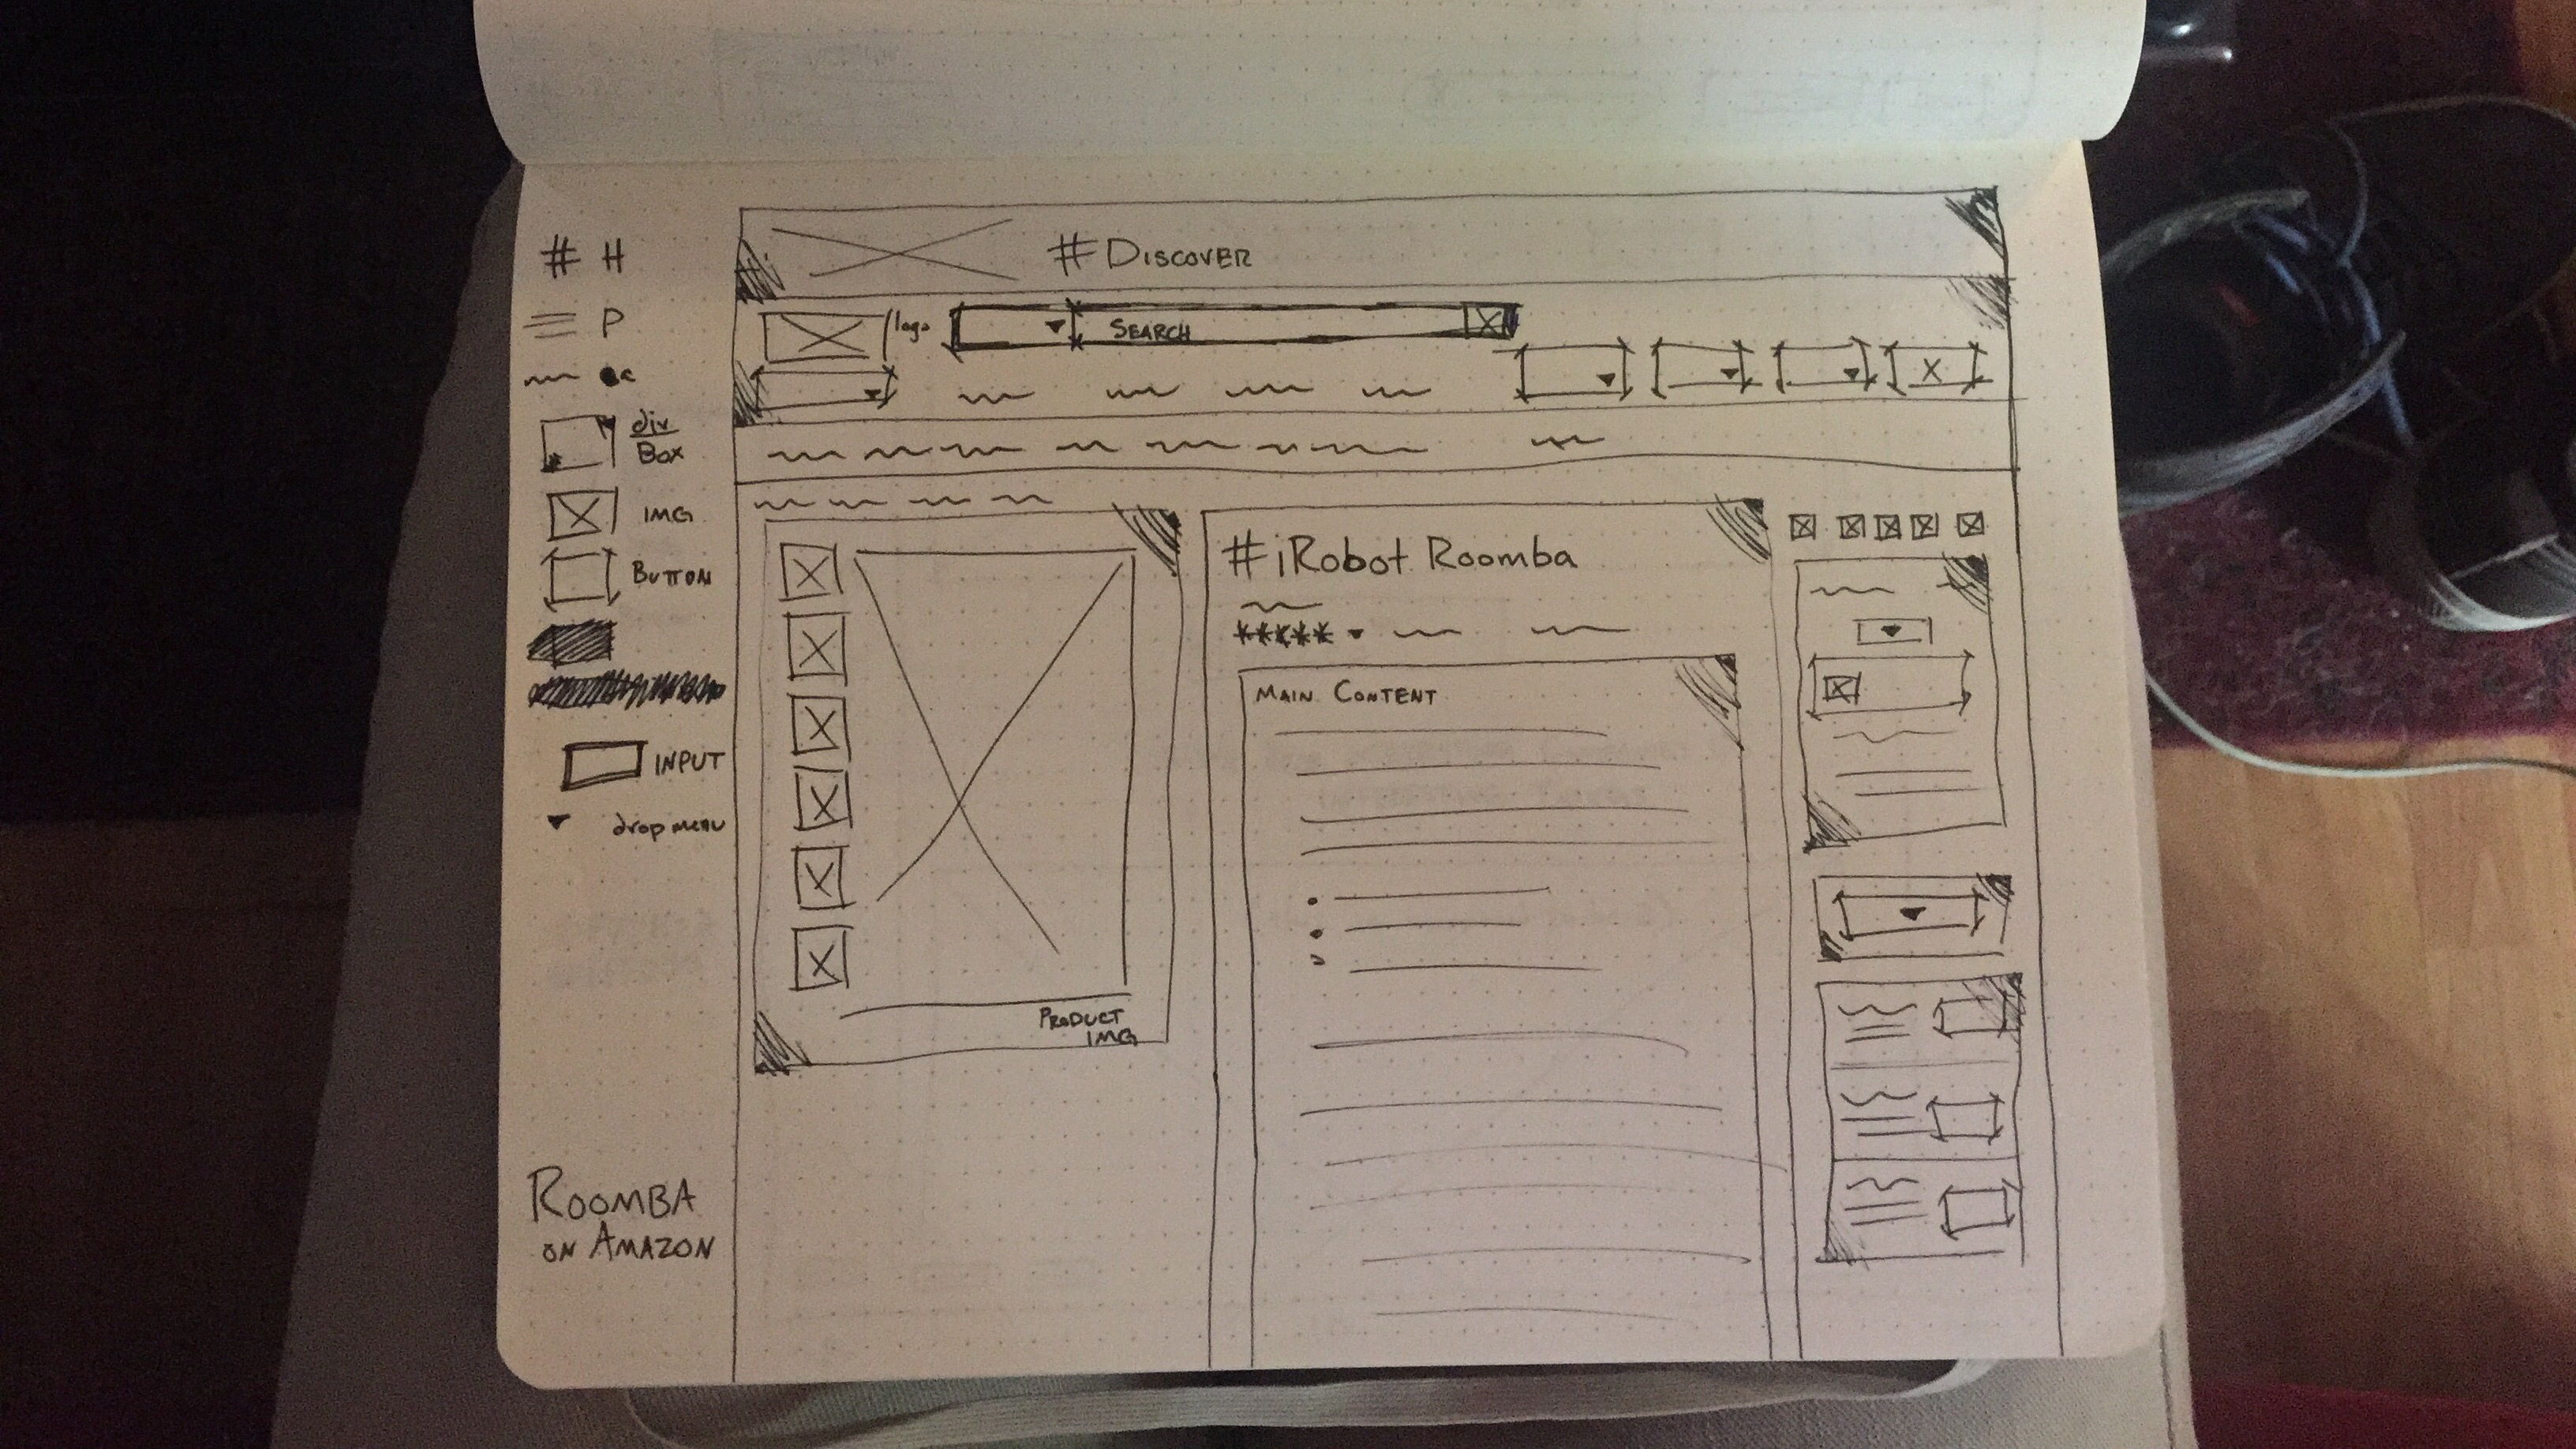 # H
P
div
Box
IMG
BUTTON
INPUT
drop menu
ROOMBA
ON AMAZON
# DISCOVER
logo
SEARCH
# iRobot Roomba
*****
MAIN CONTENT
PRODUCT
IMG